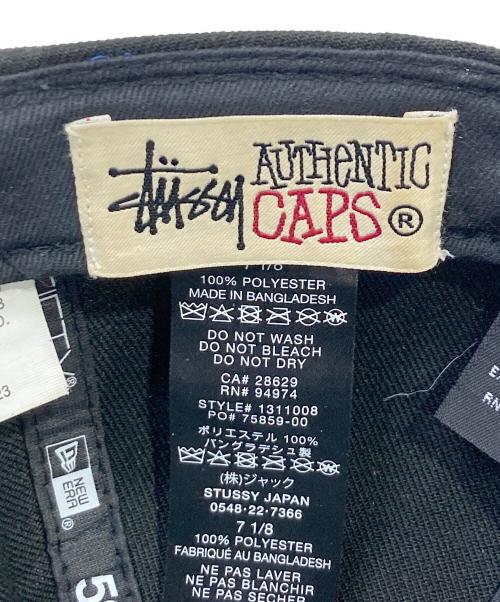 STÜSSY AUTHENTIC
CAPS ®
7 1/8
100% POLYESTER
MADE IN BANGLADESH
DO NOT WASH
DO NOT BLEACH
DO NOT DRY
CA# 28629
RN# 94974
STYLE# 1311008
PO# 75859-00
ポリエステル 100%
バングラデシュ製
(株)ジャック
STUSSY JAPAN
0548・22・7366
7 1/8
100% POLYESTER
FABRIQUÉ AU BANGLADESH
NE PAS LAVER
NE PAS BLANCHIR
NE PAS SÉCHER
23
NEW ERA
®
RN